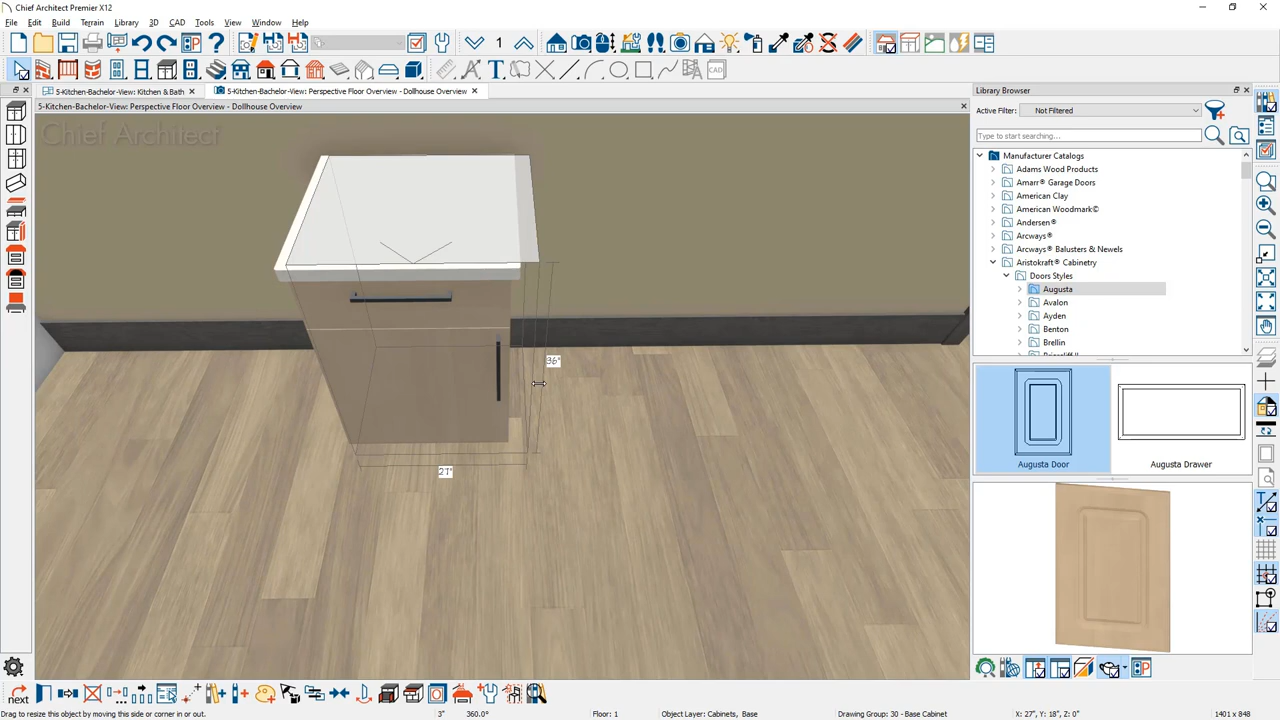 Chief Architect Premier X12
File Edit Build Terrain Library 3D CAD Tools View Window Help
1
5-Kitchen-Bachelor-View: Kitchen & Bath
5-Kitchen-Bachelor-View: Perspective Floor Overview - Dollhouse Overview
5-Kitchen-Bachelor-View: Perspective Floor Overview - Dollhouse Overview
Chief Architect
36"
27"
Library Browser
Active Filter: Not Filtered
Type to start searching...
Manufacturer Catalogs
Adams Wood Products
Amarr® Garage Doors
American Clay
American Woodmark©
Andersen®
Arcways®
Arcways® Balusters & Newels
Aristokraft® Cabinetry
Doors Styles
Augusta
Avalon
Ayden
Benton
Brellin
Augusta Door
Augusta Drawer
CAD
next
Drag to resize this object by moving this side or corner in or out.
3" 360.0°
Floor: 1
Object Layer: Cabinets, Base
Drawing Group: 30 - Base Cabinet
X: 27", Y: 18", Z: 0"
1401 x 848